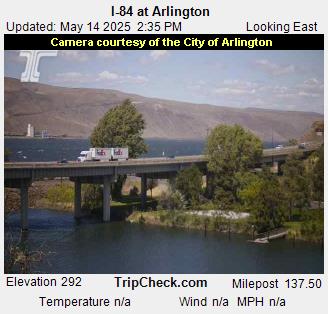 I-84 at Arlington
Updated: May 14 2025 2:35 PM Looking East
Camera courtesy of the City of Arlington
Elevation 292 TripCheck.com Milepost 137.50
Temperature n/a Wind n/a MPH n/a